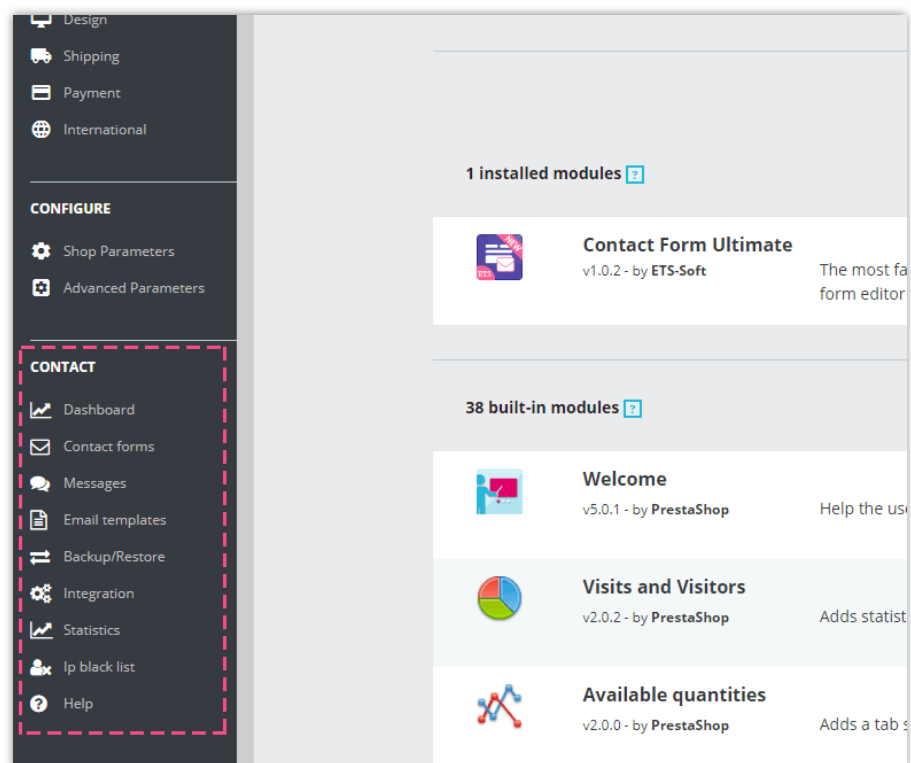 Design
Shipping
Payment
International
CONFIGURE
Shop Parameters
Advanced Parameters
CONTACT
Dashboard
Contact forms
Messages
Email templates
Backup/Restore
Integration
Statistics
Ip black list
Help
1 installed modules ?
NEW
ETS
Contact Form Ultimate
v1.0.2 - by ETS-Soft
The most fa
form editor
38 built-in modules ?
Welcome
v5.0.1 - by PrestaShop
Help the us
Visits and Visitors
v2.0.2 - by PrestaShop
Adds statist
Available quantities
v2.0.0 - by PrestaShop
Adds a tab s